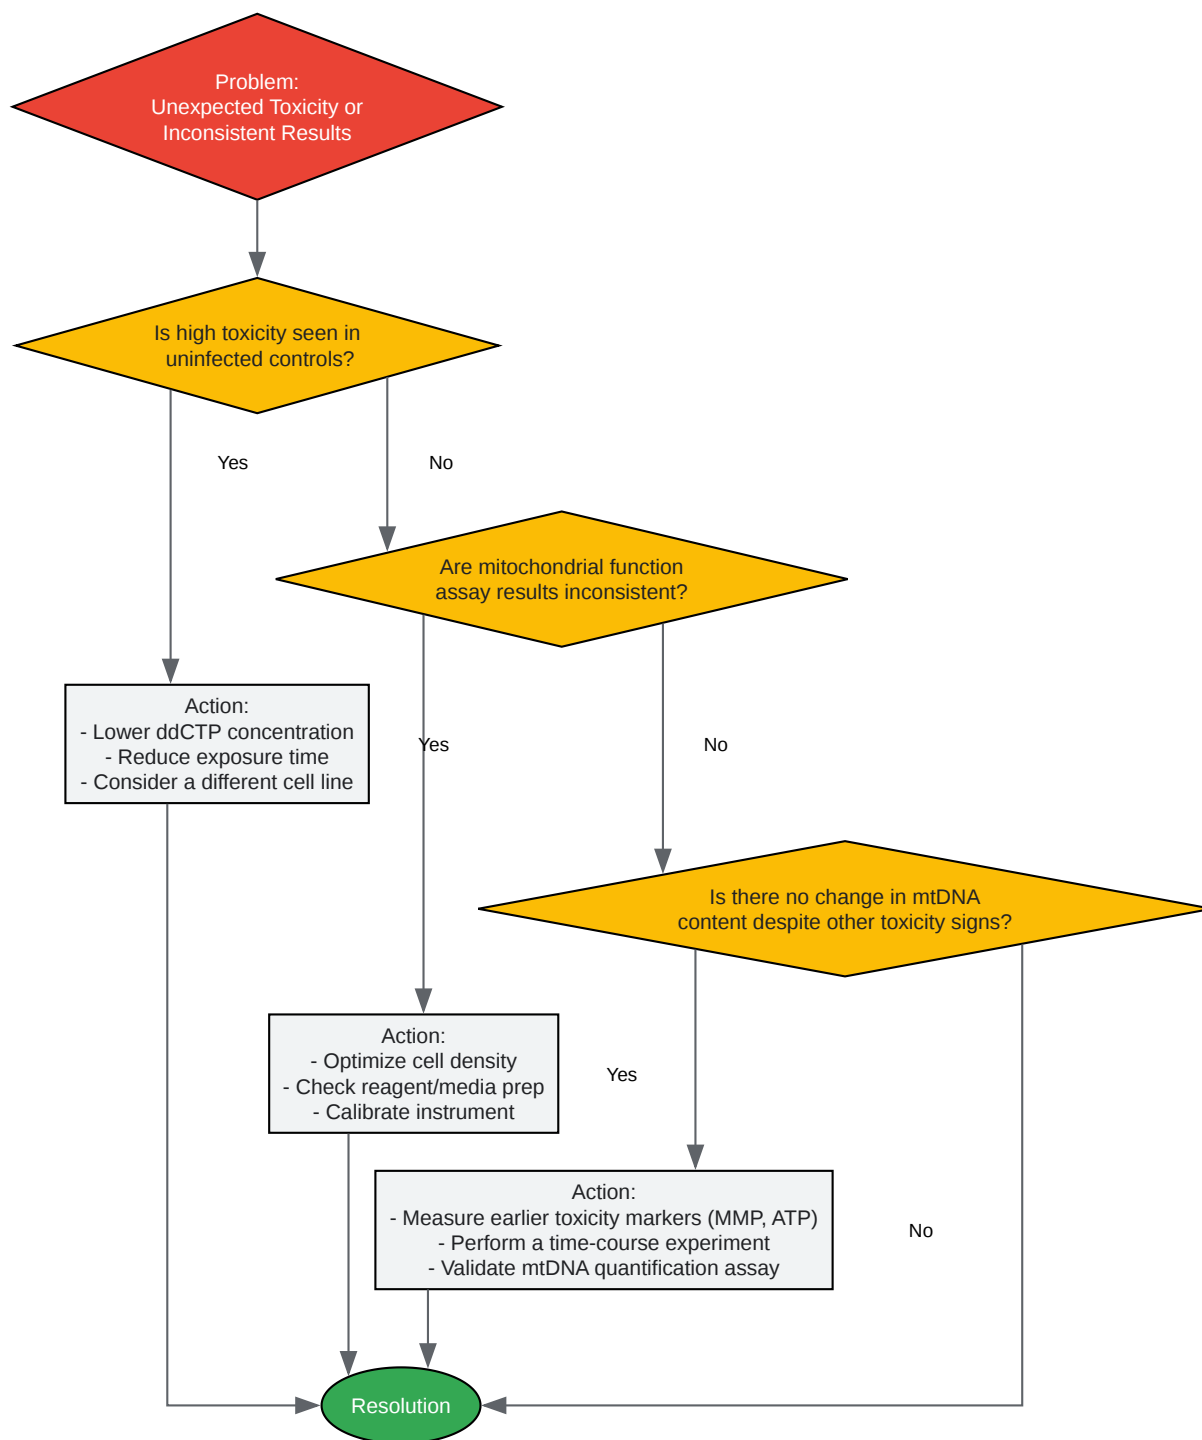 Problem:
Unexpected Toxicity or
Inconsistent Results
Is high toxicity seen in
uninfected controls?
Yes
No
Are mitochondrial function
assay results inconsistent?
Action:
- Lower ddCTP concentration
- Reduce exposure time
- Consider a different cell line
Yes
No
Is there no change in mtDNA
content despite other toxicity signs?
Action:
- Optimize cell density
- Check reagent/media prep
- Calibrate instrument
Yes
Action:
- Measure earlier toxicity markers (MMP, ATP)
- Perform a time-course experiment
- Validate mtDNA quantification assay
No
Resolution